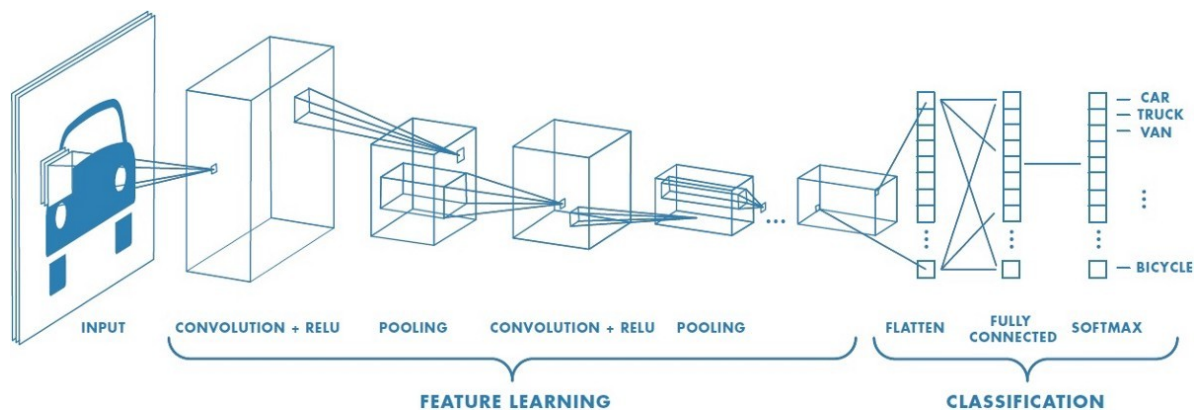 CAR
TRUCK
VAN
BICYCLE
INPUT
CONVOLUTION + RELU
POOLING
CONVOLUTION + RELU
POOLING
FLATTEN
FULLY
CONNECTED
SOFTMAX
FEATURE LEARNING
CLASSIFICATION